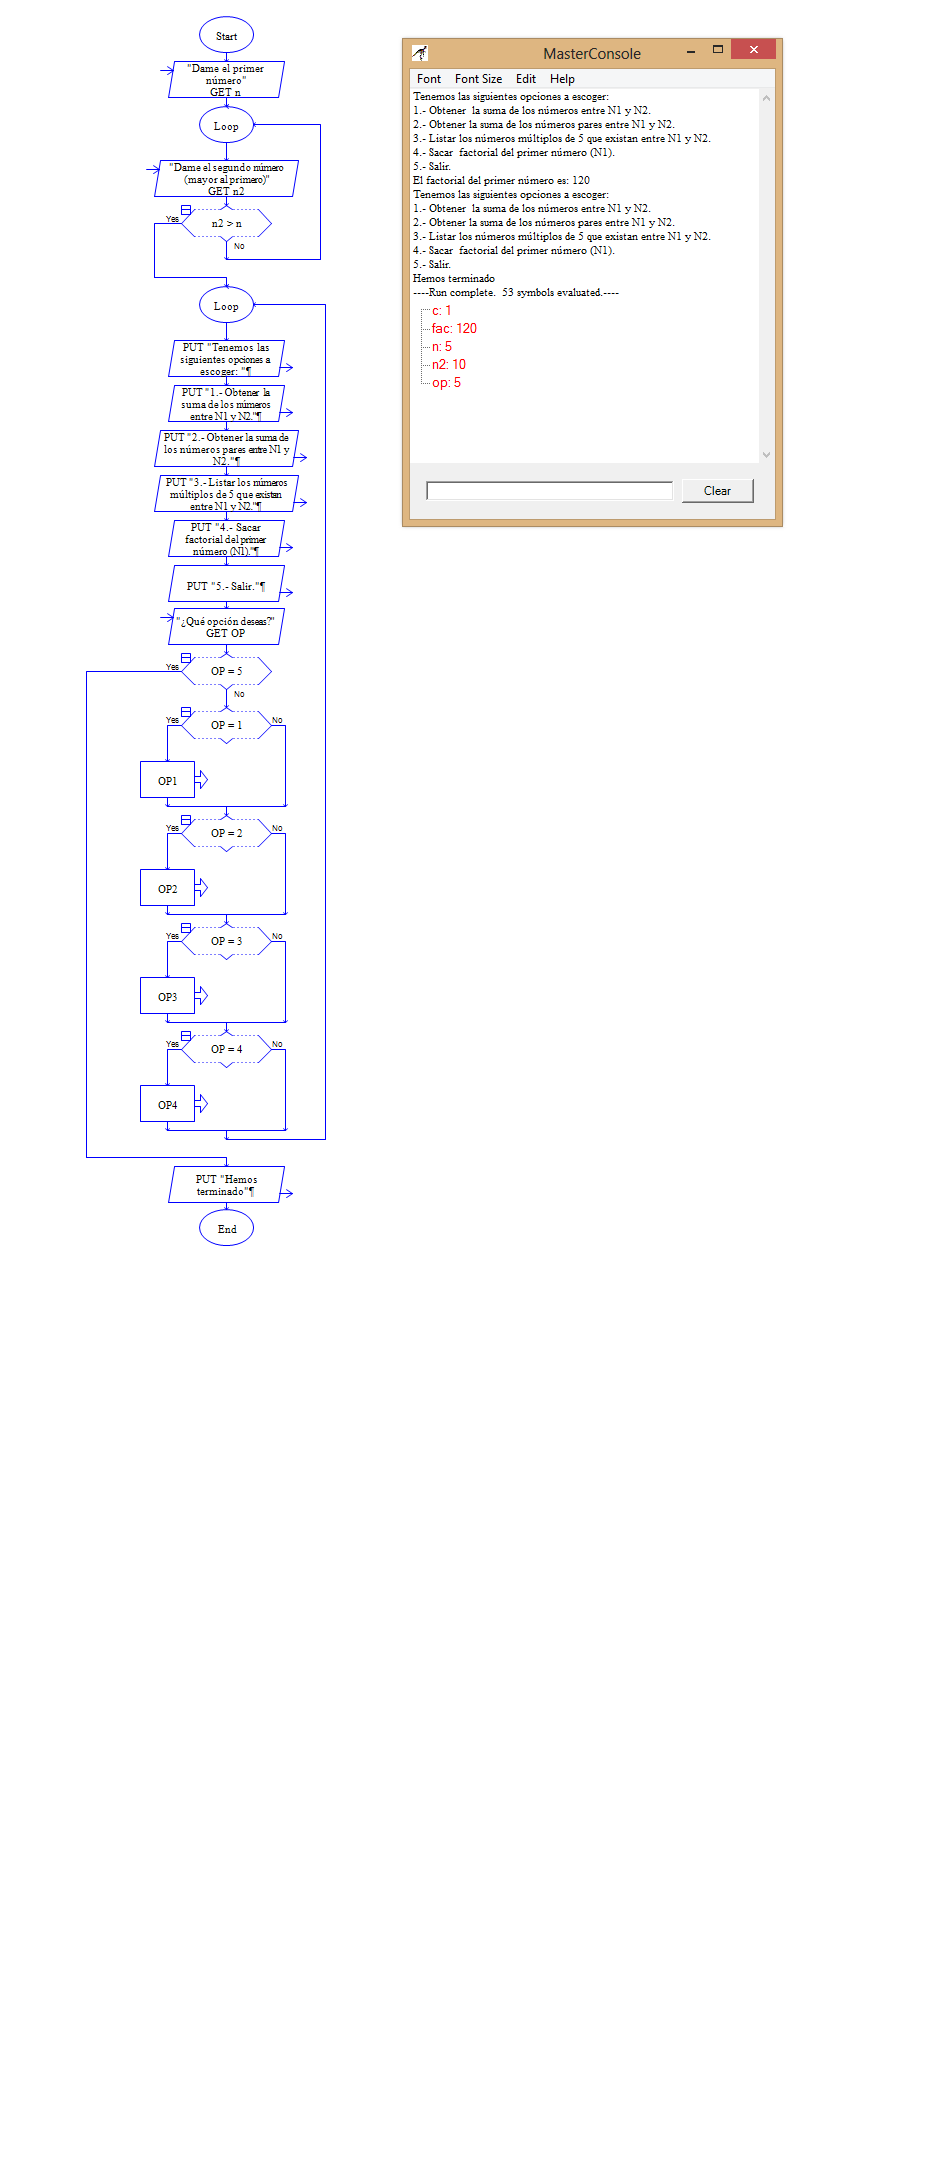 Start
"Dame el primer
número"
GET n
Loop
"Dame el segundo número
(mayor al primero)"
GET n2
Yes
n2 > n
No
Loop
PUT "Tenemos las
siguientes opciones a
escoger: "¶
PUT "1.- Obtener la
suma de los números
entre N1 y N2."¶
PUT "2.- Obtener la suma de
los números pares entre N1 y
N2."¶
PUT "3.- Listar los números
múltiplos de 5 que existan
entre N1 y N2."¶
PUT "4.- Sacar
factorial del primer
número (N1)."¶
PUT "5.- Salir."¶
"¿Qué opción deseas?"
GET OP
Yes
OP = 5
No
Yes
OP = 1
No
OP1
Yes
OP = 2
No
OP2
Yes
OP = 3
No
OP3
Yes
OP = 4
No
OP4
PUT "Hemos
terminado"¶
End
MasterConsole
Font Font Size Edit Help
Tenemos las siguientes opciones a escoger:
1.- Obtener  la suma de los números entre N1 y N2.
2.- Obtener la suma de los números pares entre N1 y N2.
3.- Listar los números múltiplos de 5 que existan entre N1 y N2.
4.- Sacar  factorial del primer número (N1).
5.- Salir.
El factorial del primer número es: 120
Tenemos las siguientes opciones a escoger:
1.- Obtener  la suma de los números entre N1 y N2.
2.- Obtener la suma de los números pares entre N1 y N2.
3.- Listar los números múltiplos de 5 que existan entre N1 y N2.
4.- Sacar  factorial del primer número (N1).
5.- Salir.
Hemos terminado
----Run complete.  53 symbols evaluated.----
c: 1
fac: 120
n: 5
n2: 10
op: 5
Clear